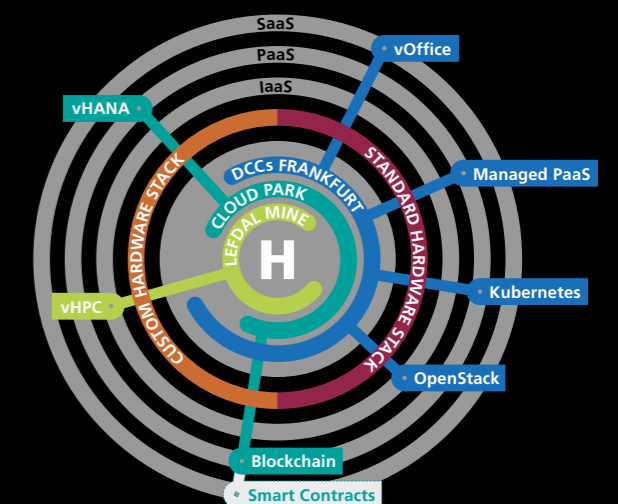 SaaS
PaaS
IaaS
vOffice
vHANA
Managed PaaS
Kubernetes
OpenStack
vHPC
Blockchain
Smart Contracts
CUSTOM HARDWARE STACK
STANDARD HARDWARE STACK
DCCs FRANKFURT
CLOUD PARK
LEFDAL MINE
H